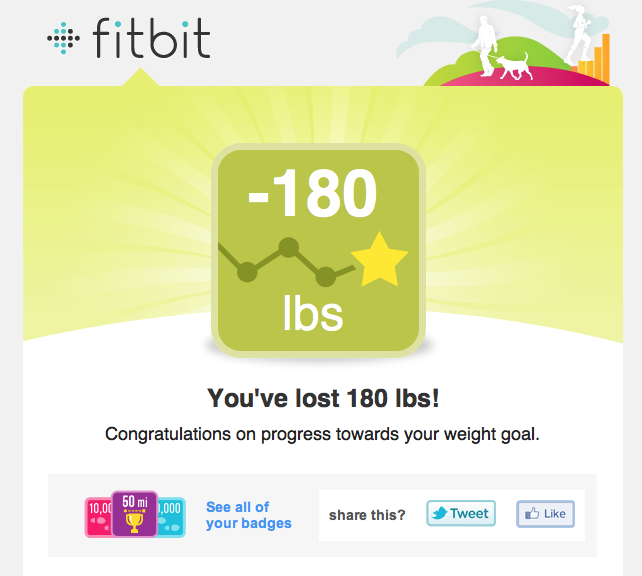 fitbit
-180
lbs
You've lost 180 lbs!
Congratulations on progress towards your weight goal.
10,00
50 mi
0,000
See all of
your badges
share this?
Tweet
Like